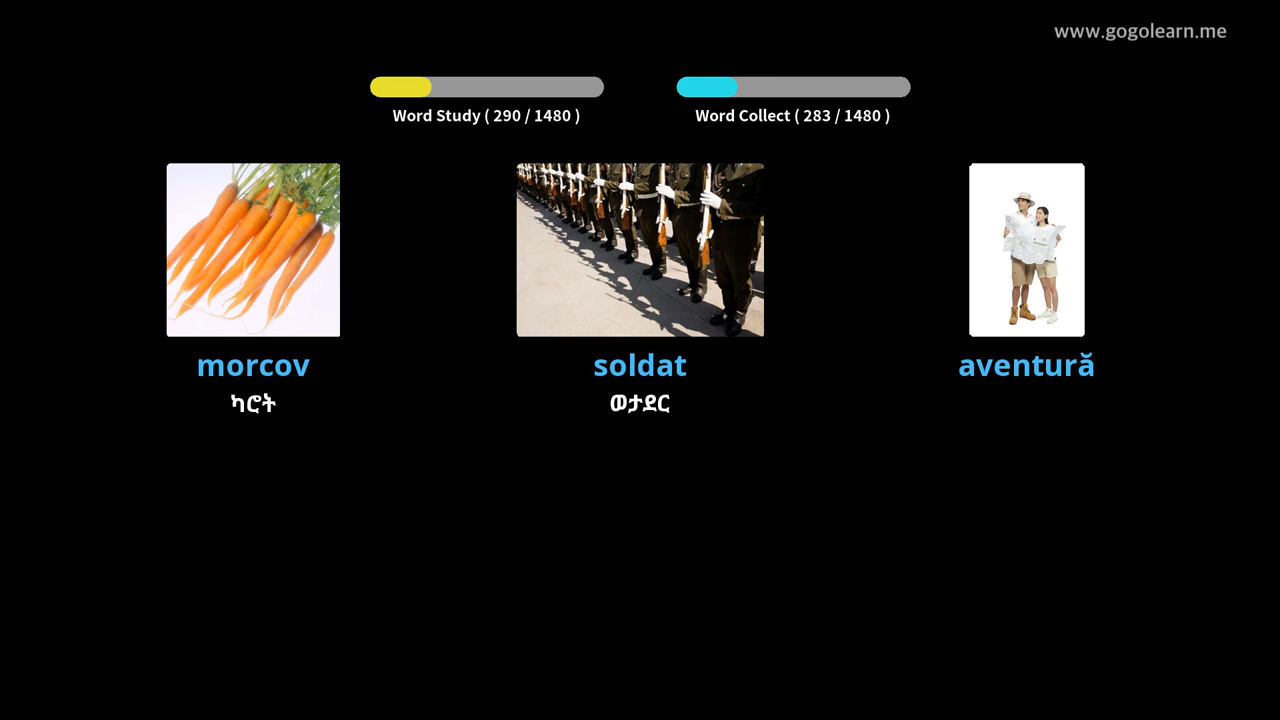 www.gogolearn.me
Word Study ( 290 / 1480 )
Word Collect ( 283 / 1480 )
morcov
soldat
aventură
ካሮት
ወታደር